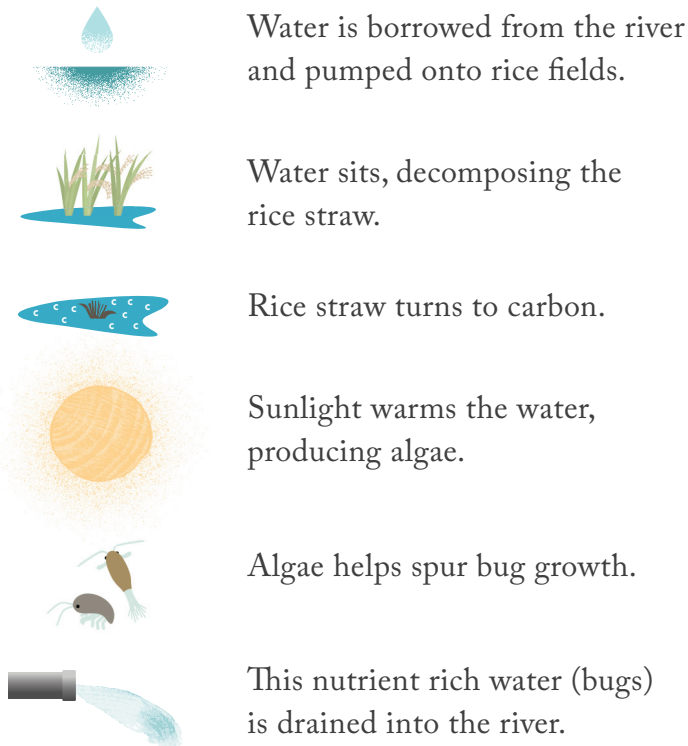 Water is borrowed from the river
and pumped onto rice fields.
Water sits, decomposing the
rice straw.
c c c c c c c c c c
Rice straw turns to carbon.
Sunlight warms the water,
producing algae.
Algae helps spur bug growth.
This nutrient rich water (bugs)
is drained into the river.